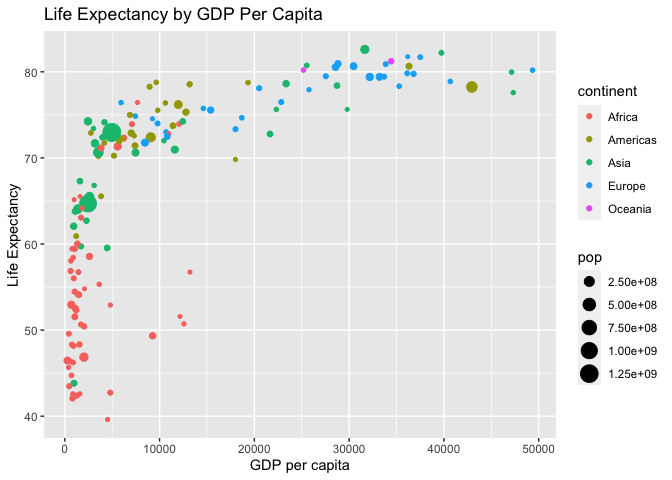 Life Expectancy by GDP Per Capita
Life Expectancy
80
70
60
50
40
0
10000
20000
30000
40000
50000
GDP per capita
continent
Africa
Americas
Asia
Europe
Oceania
pop
2.50e+08
5.00e+08
7.50e+08
1.00e+09
1.25e+09